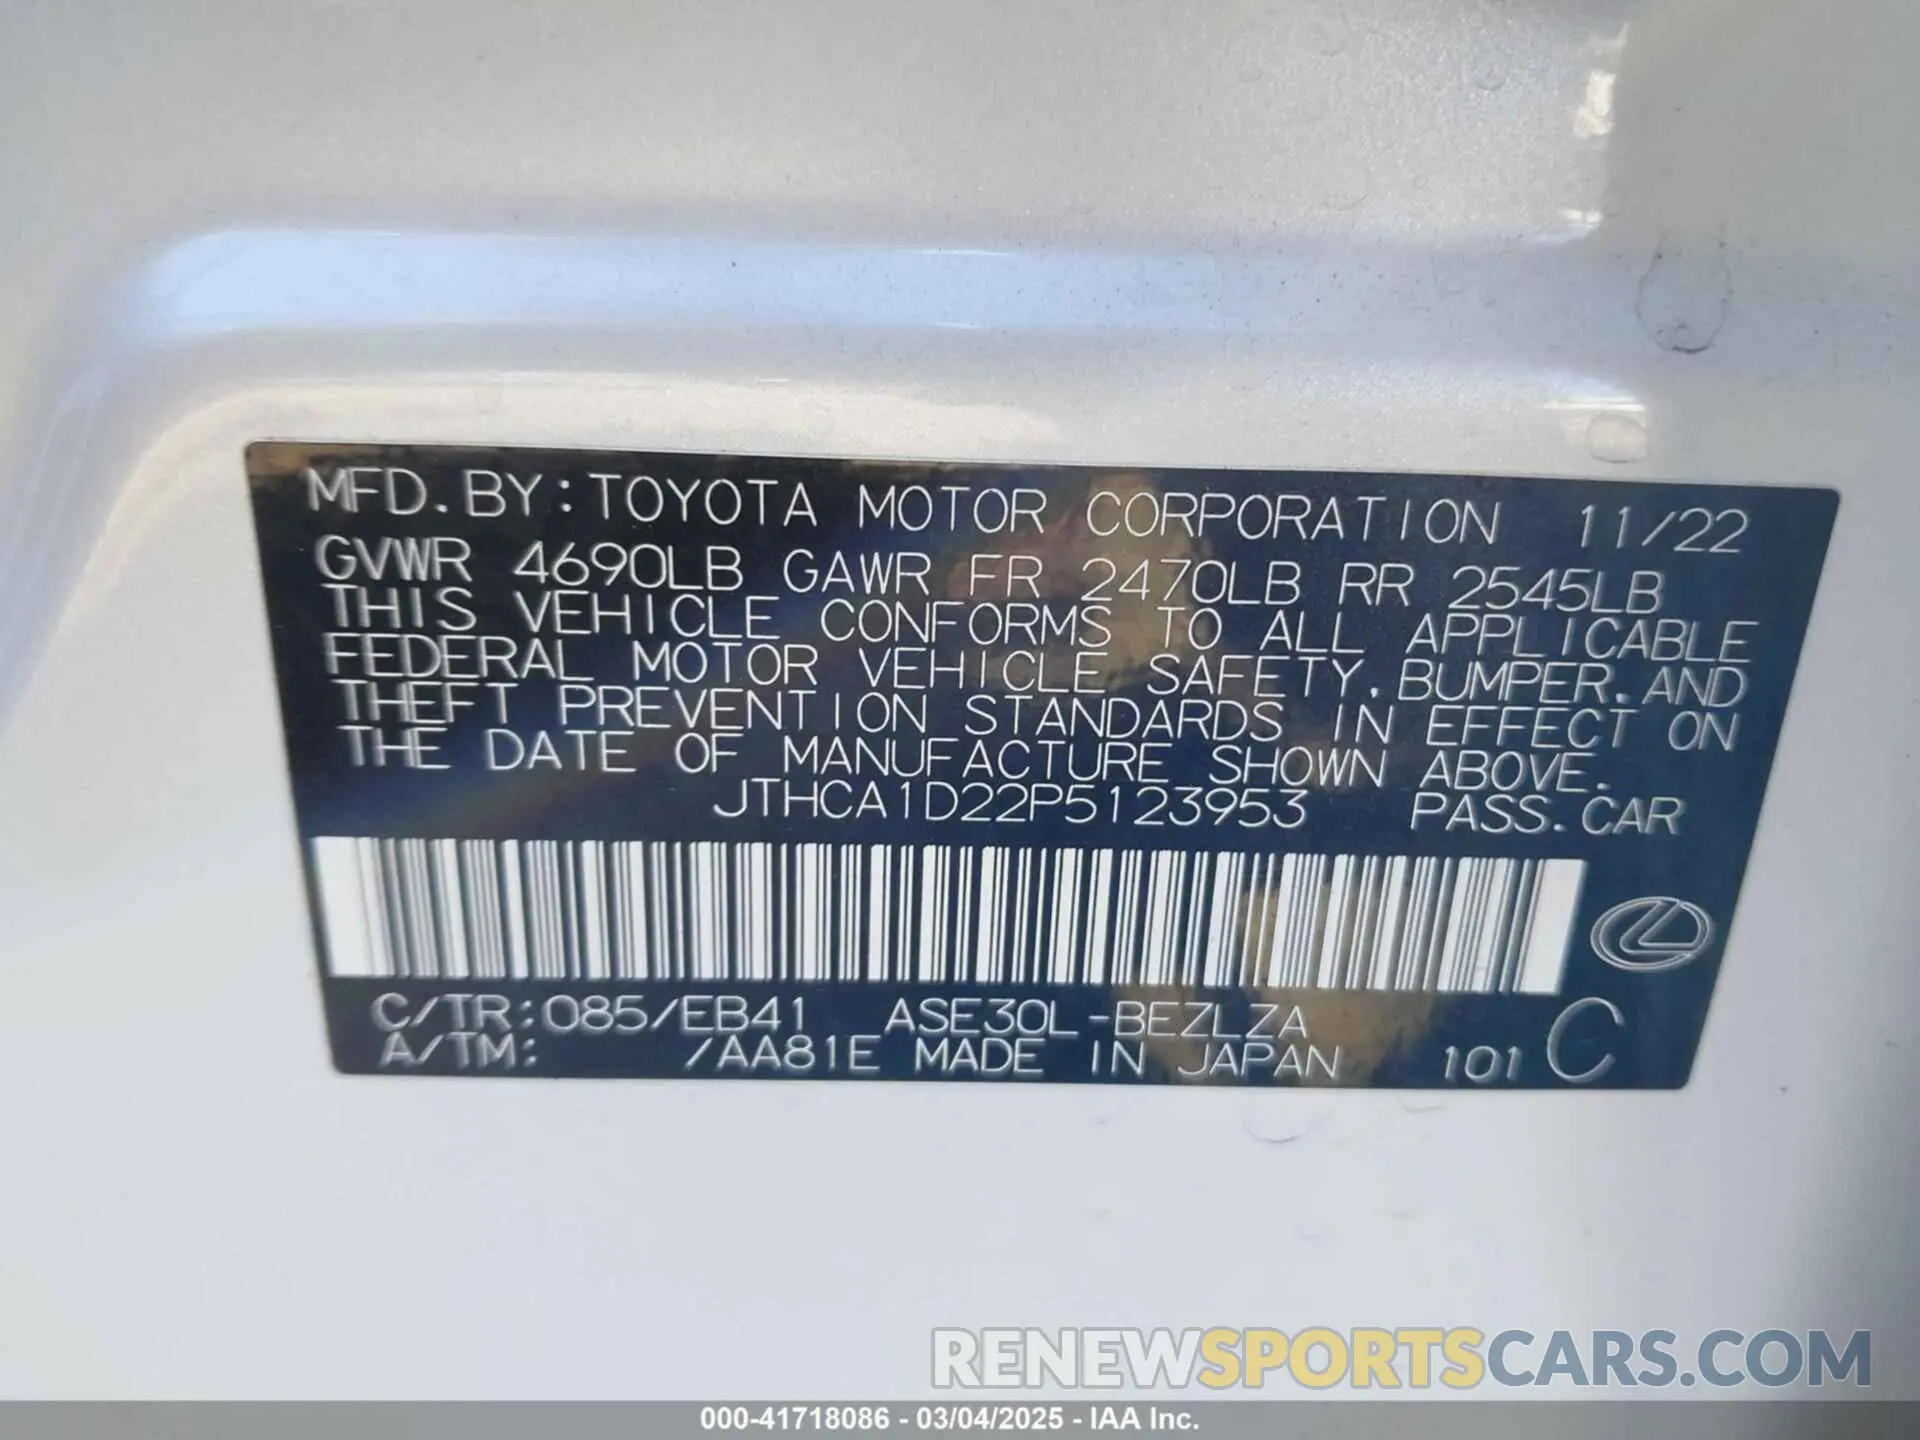 MFD. BY: TOYOTA MOTOR CORPORATION 11/22
GVWR 4690LB GAWR FR 2470LB RR 2545LB
THIS VEHICLE CONFORMS TO ALL APPLICABLE
FEDERAL MOTOR VEHICLE SAFETY, BUMPER, AND
THEFT PREVENTION STANDARDS IN EFFECT ON
THE DATE OF MANUFACTURE SHOWN ABOVE.
JTHCA1D22P5123953 PASS. CAR
C/TR: 085/EB41 ASE30L-BEZLZA
A/TM: /AA81E MADE IN JAPAN 101 C
RENEWSPORTSCARS.COM
000-41718086 - 03/04/2025 - IAA Inc.